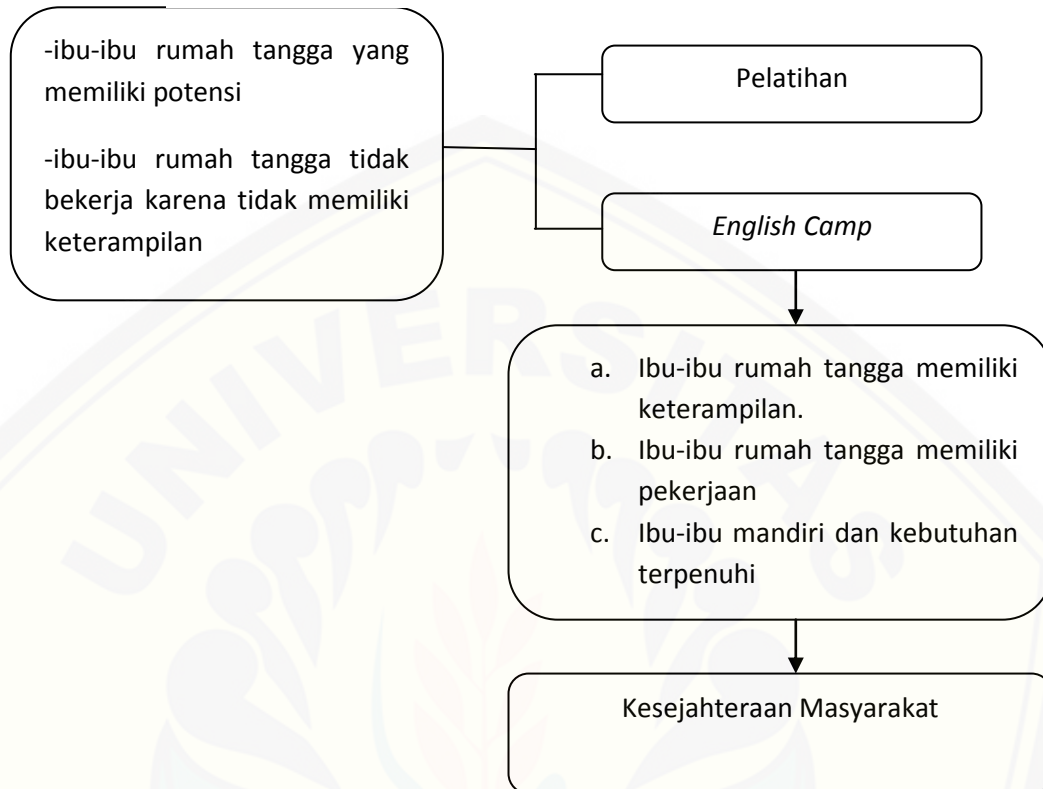 -ibu-ibu rumah tangga yang
memiliki potensi
-ibu-ibu rumah tangga tidak
bekerja karena tidak memiliki
keterampilan
Pelatihan
English Camp
a. Ibu-ibu rumah tangga memiliki
keterampilan.
b. Ibu-ibu rumah tangga memiliki
pekerjaan
c. Ibu-ibu mandiri dan kebutuhan
terpenuhi
Kesejahteraan Masyarakat
UNIVERSITAS